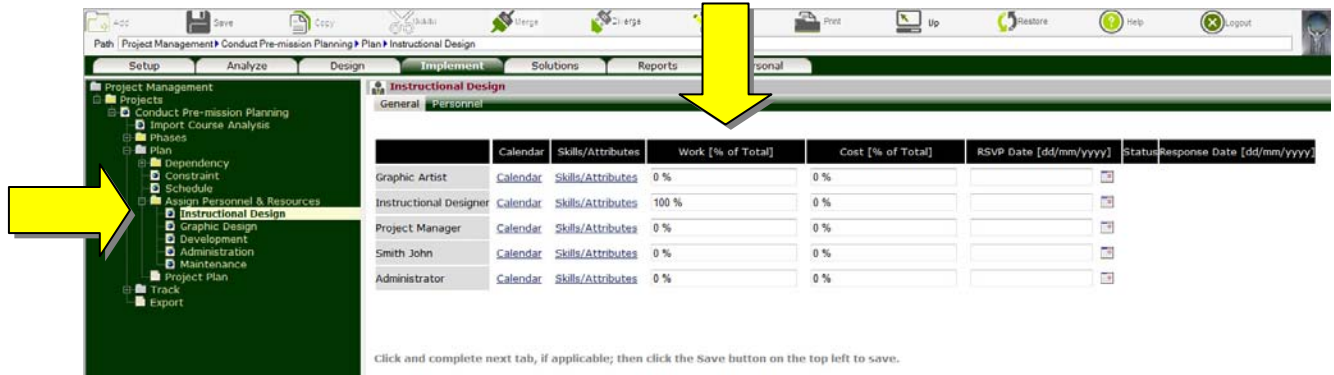 Add Save Copy Merge Print Up Restore Help Logout
Path Project Management Conduct Pre-mission Planning Plan Instructional Design
Setup Analyze Design Implement Solutions Reports
Project Management
Projects
Conduct Pre-mission Planning
Import Course Analysis
Phases
Plan
Dependency
Constraint
Schedule
Assign Personnel & Resources
Instructional Design
Graphic Design
Development
Administration
Maintenance
Project Plan
Track
Export
Instructional Design
General Personnel
Calendar Skills/Attributes Work [% of Total] Cost [% of Total] RSVP Date [dd/mm/yyyy] Status Response Date [dd/mm/yyyy]
Graphic Artist Calendar Skills/Attributes 0 % 0 %
Instructional Designer Calendar Skills/Attributes 100 % 0 %
Project Manager Calendar Skills/Attributes 0 % 0 %
Smith John Calendar Skills/Attributes 0 % 0 %
Administrator Calendar Skills/Attributes 0 % 0 %
Click and complete next tab, if applicable; then click the Save button on the top left to save.